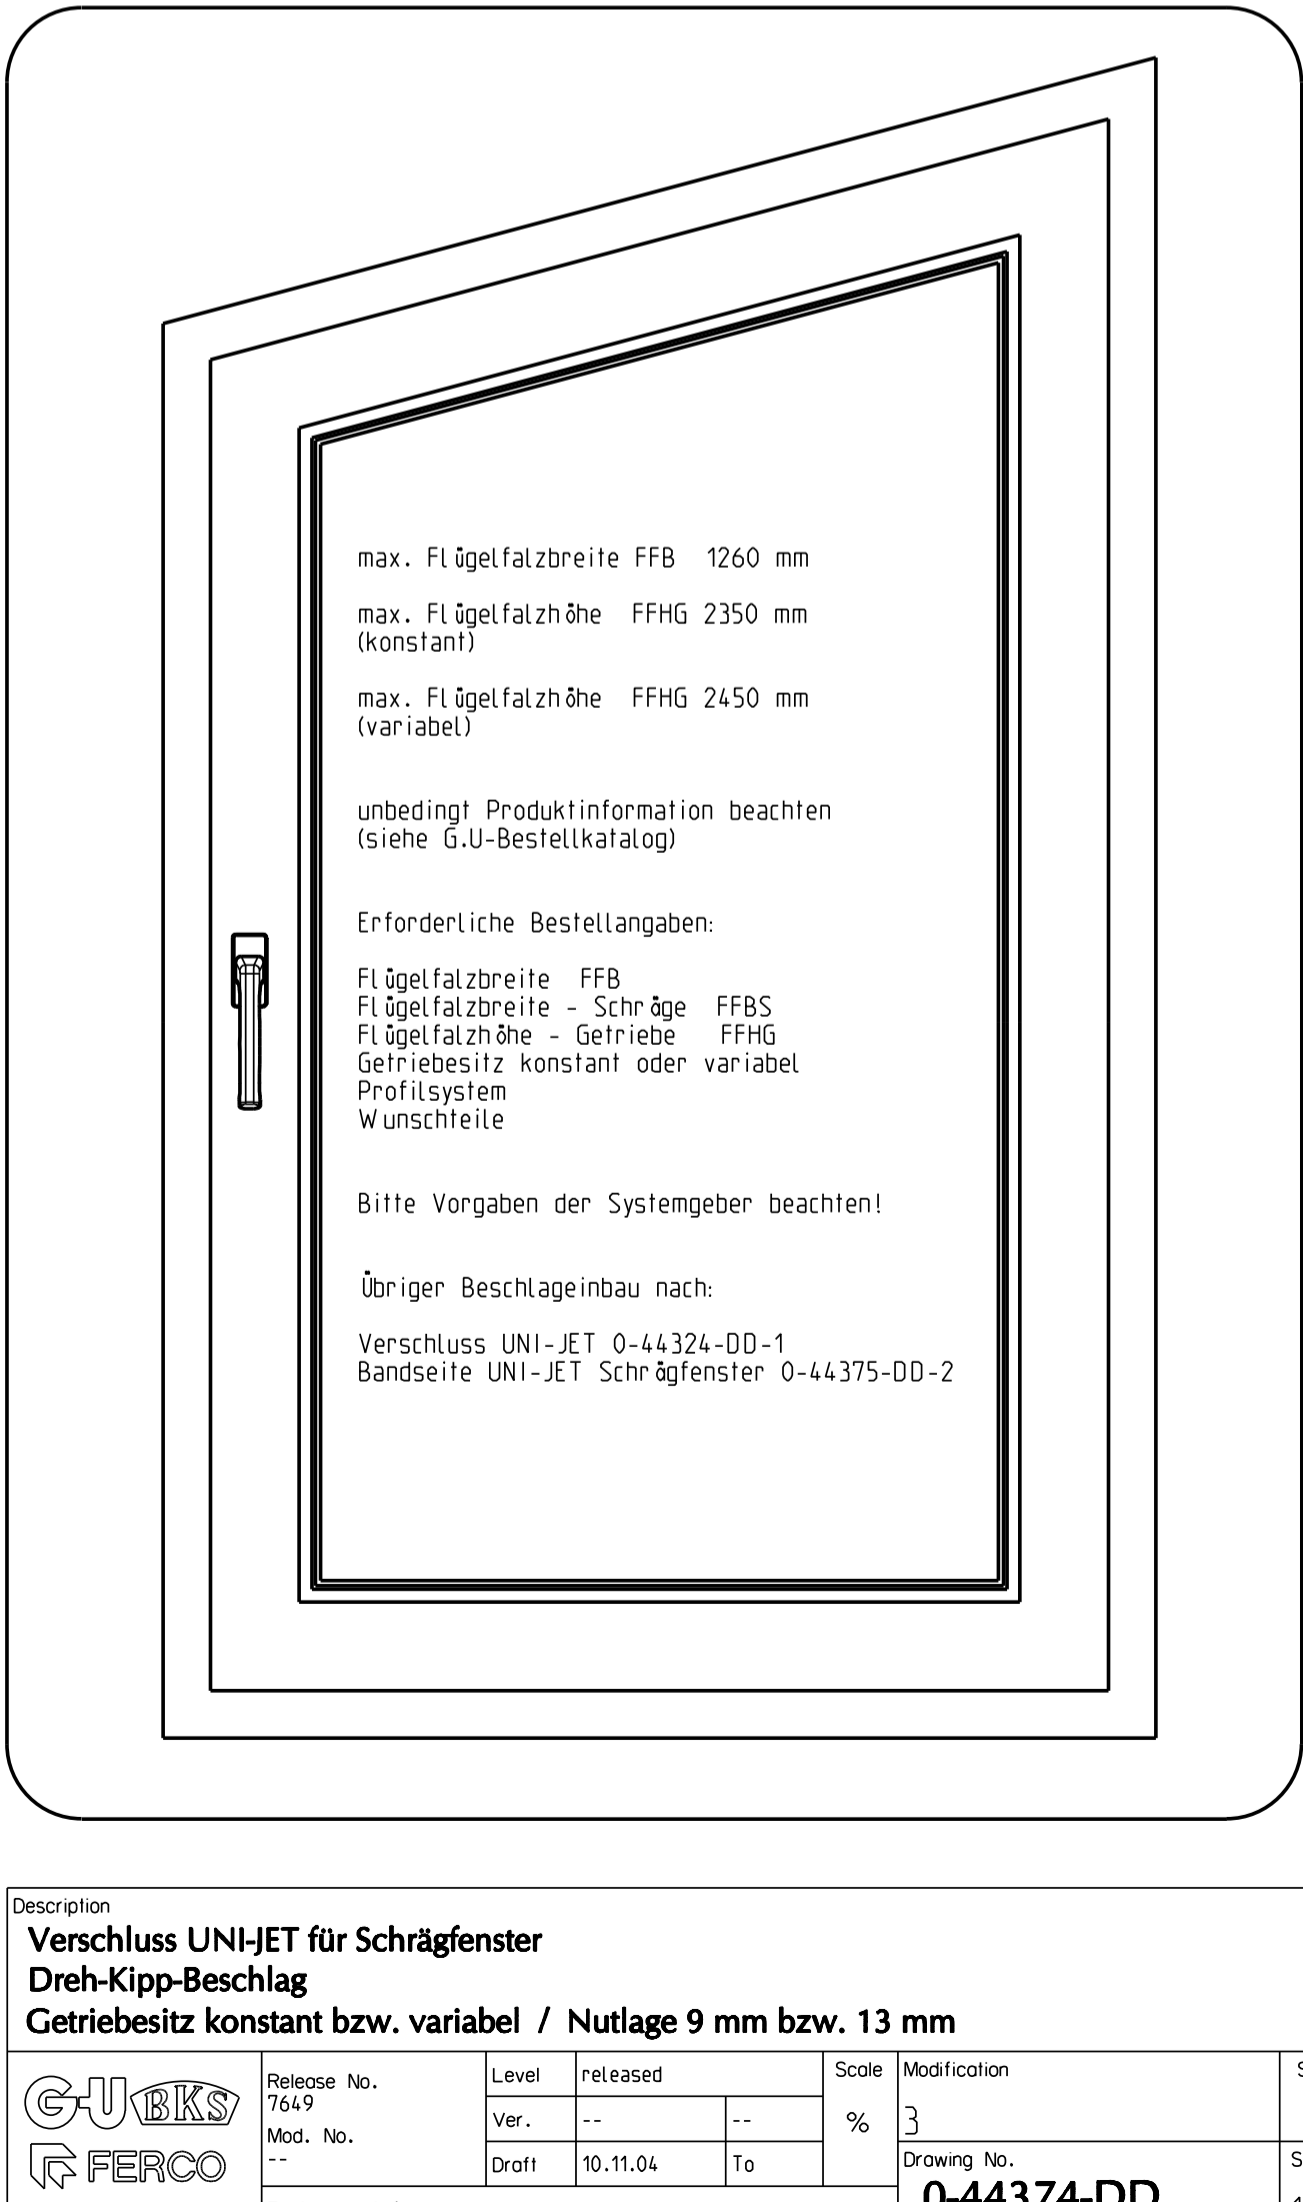 max. Flügelfalzbreite FFB 1260 mm
max. Flügelfalzhöhe FFHG 2350 mm
(konstant)
max. Flügelfalzhöhe FFHG 2450 mm
(variabel)
unbedingt Produktinformation beachten
(siehe G.U-Bestellkatalog)
Erforderliche Bestellangaben:
Flügelfalzbreite FFB
Flügelfalzbreite - Schräge FFBS
Flügelfalzhöhe - Getriebe FFHG
Getriebesitz konstant oder variabel
Profilsystem
Wunschteile
Bitte Vorgaben der Systemgeber beachten!
Übriger Beschlageinbau nach:
Verschluss UNI-JET 0-44324-DD-1
Bandseite UNI-JET Schrägfenster 0-44375-DD-2
Description
Verschluss UNI-JET für Schrägfenster
Dreh-Kipp-Beschlag
Getriebesitz konstant bzw. variabel / Nutlage 9 mm bzw. 13 mm
G-U BKS
FERCO
Release No.
7649
Mod. No.
--
Level released
Ver. -- --
Draft 10.11.04 To
Scale
%
Modification
3
Drawing No.
0-44374-DD